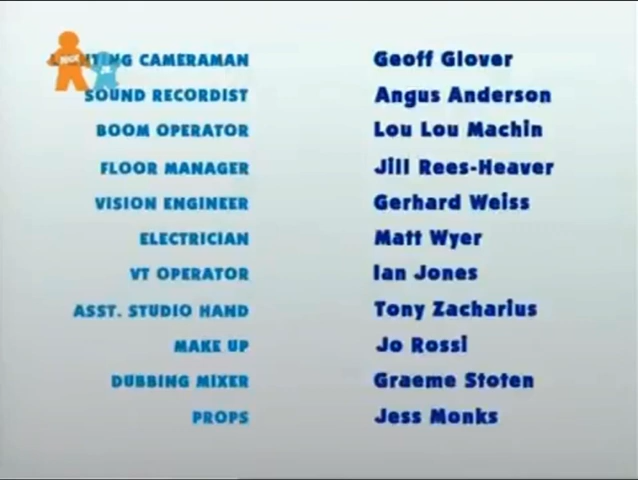 LIGHTING CAMERAMAN Geoff Glover
SOUND RECORDIST Angus Anderson
BOOM OPERATOR Lou Lou Machin
FLOOR MANAGER Jill Rees-Heaver
VISION ENGINEER Gerhard Weiss
ELECTRICIAN Matt Wyer
VT OPERATOR Ian Jones
ASST. STUDIO HAND Tony Zacharius
MAKE UP Jo Rossi
DUBBING MIXER Graeme Stoten
PROPS Jess Monks